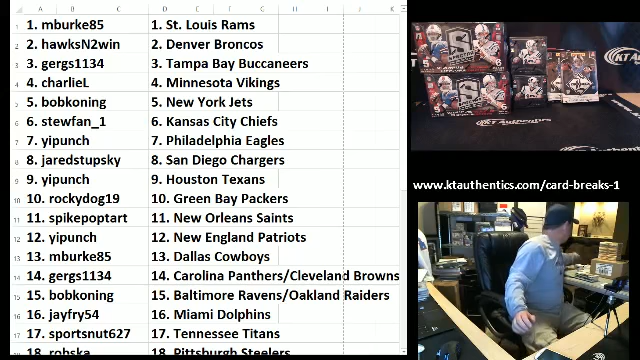 1. mburke85 1. St. Louis Rams
2. hawksN2win 2. Denver Broncos
3. gergs1134 3. Tampa Bay Buccaneers
4. charlieL 4. Minnesota Vikings
5. bobkoning 5. New York Jets
6. stewfan_1 6. Kansas City Chiefs
7. yipunch 7. Philadelphia Eagles
8. jaredstupsky 8. San Diego Chargers
9. yipunch 9. Houston Texans
10. rockydog19 10. Green Bay Packers
11. spikepoptart 11. New Orleans Saints
12. yipunch 12. New England Patriots
13. mburke85 13. Dallas Cowboys
14. gergs1134 14. Carolina Panthers/Cleveland Browns
15. bobkoning 15. Baltimore Ravens/Oakland Raiders
16. jayfry54 16. Miami Dolphins
17. sportsnut627 17. Tennessee Titans
18. robska 18. Pittsburgh Steelers
www.ktauthentics.com/card-breaks-1